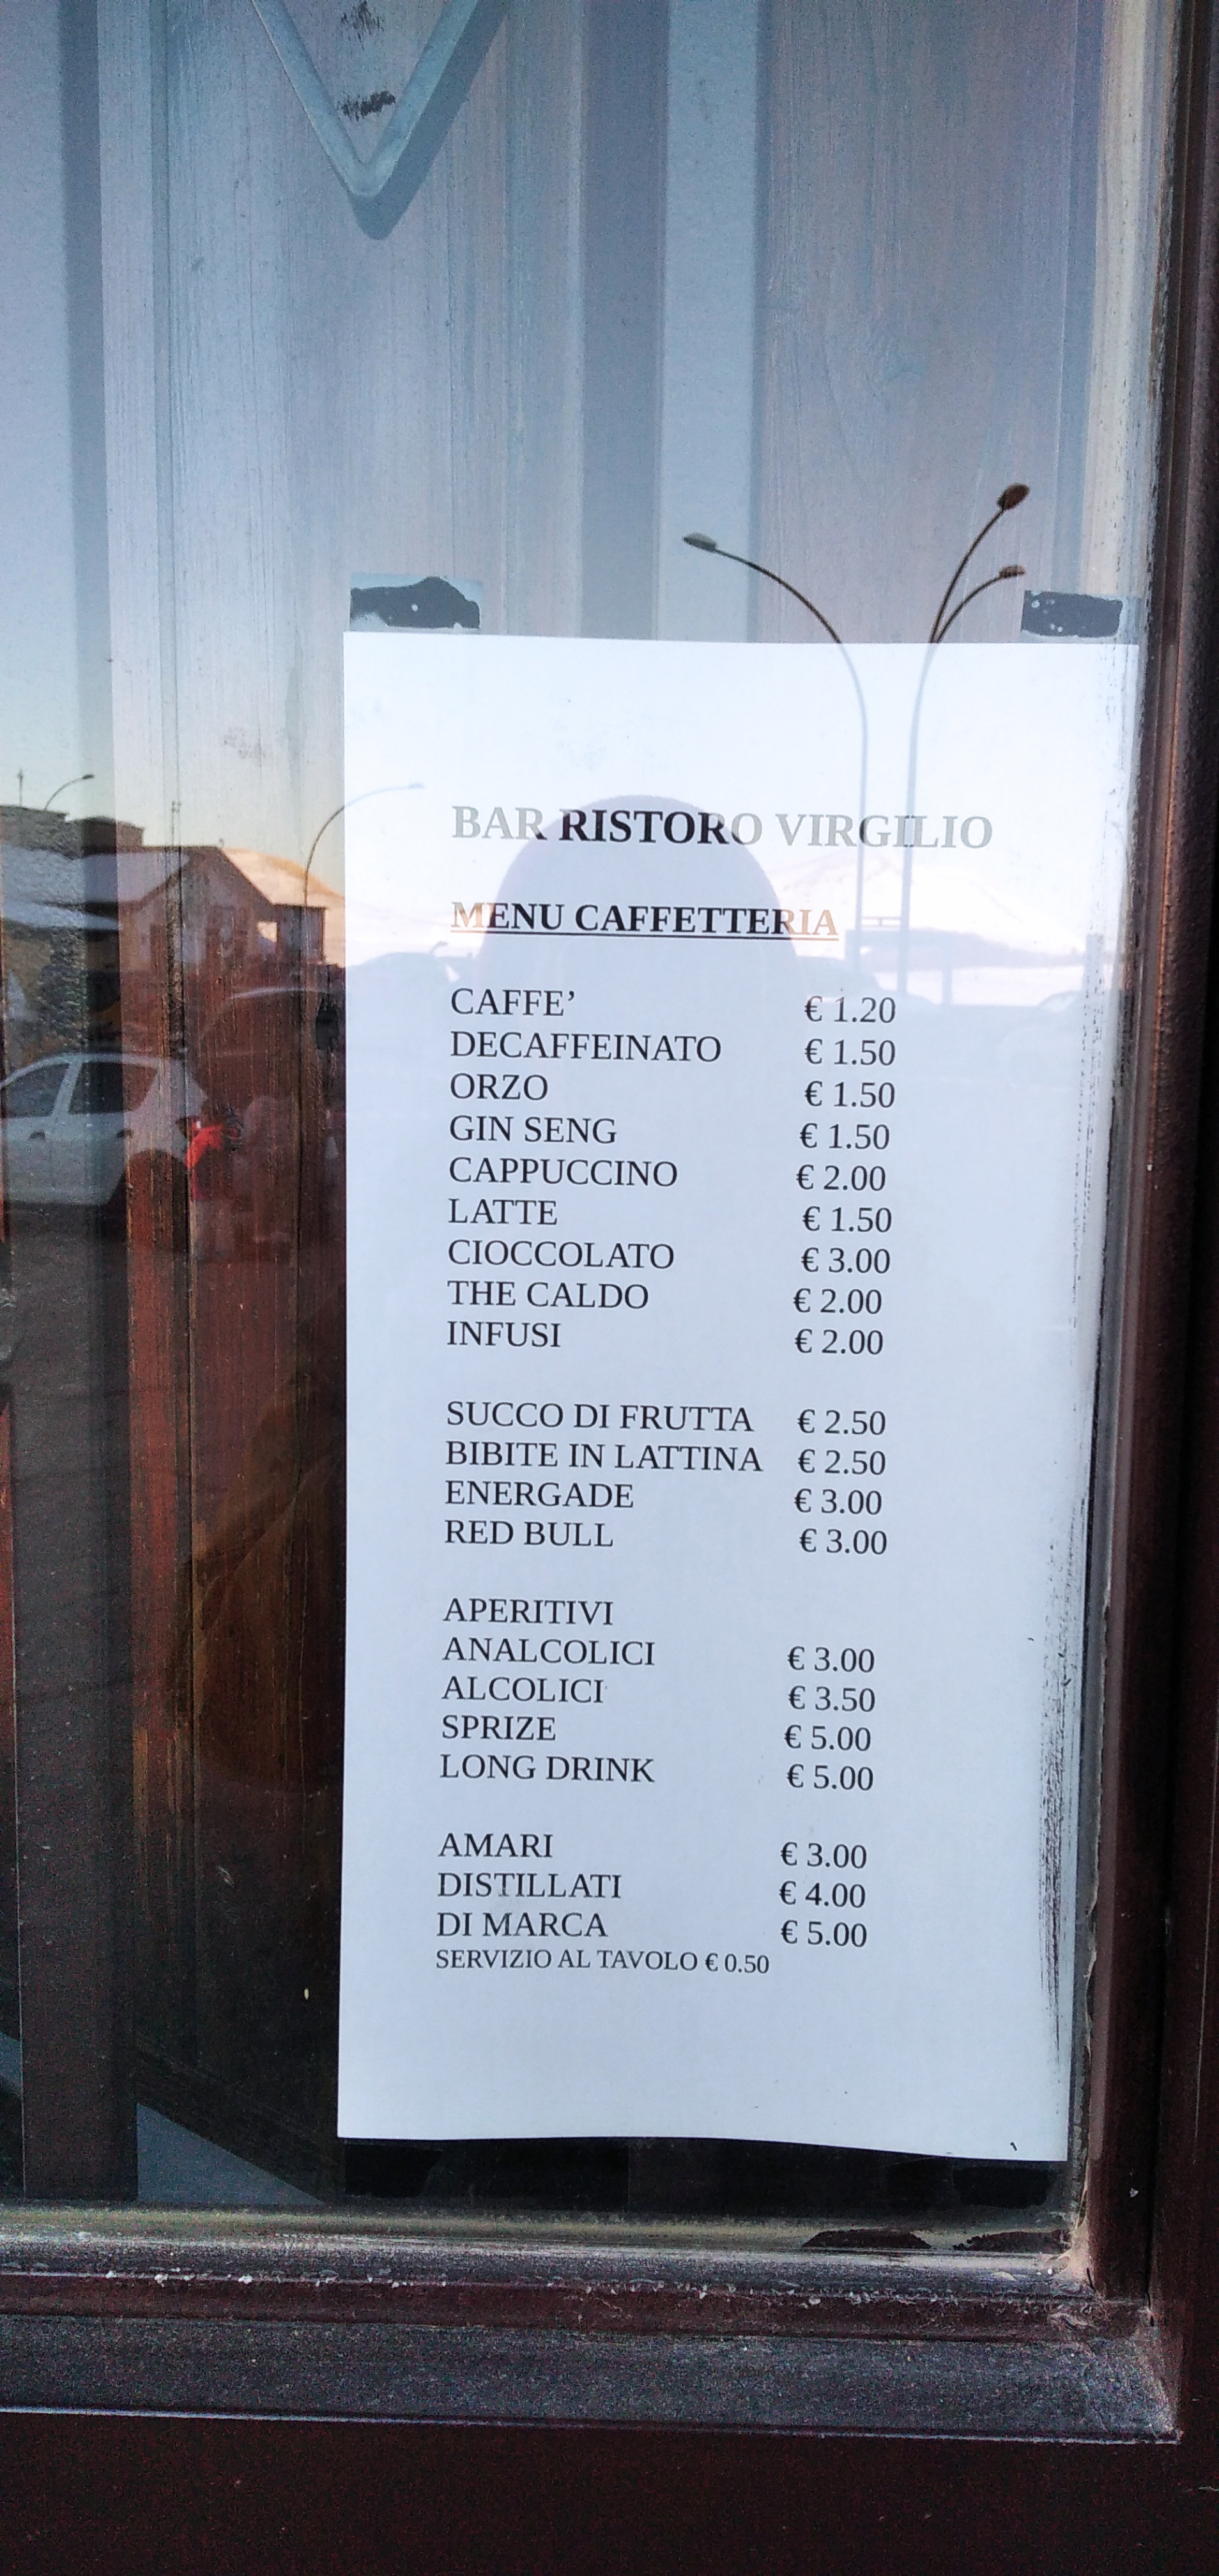 BAR RISTORO VIRGILIO
MENU CAFFETTERIA
CAFFE’ € 1.20
DECAFFEINATO € 1.50
ORZO € 1.50
GIN SENG € 1.50
CAPPUCCINO € 2.00
LATTE € 1.50
CIOCCOLATO € 3.00
THE CALDO € 2.00
INFUSI € 2.00
SUCCO DI FRUTTA € 2.50
BIBITE IN LATTINA € 2.50
ENERGADE € 3.00
RED BULL € 3.00
APERITIVI
ANALCOLICI € 3.00
ALCOLICI € 3.50
SPRIZE € 5.00
LONG DRINK € 5.00
AMARI € 3.00
DISTILLATI € 4.00
DI MARCA € 5.00
SERVIZIO AL TAVOLO € 0.50